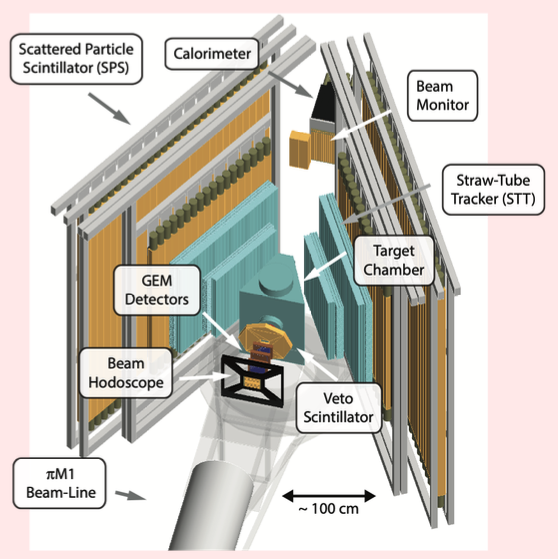 Scattered Particle
Scintillator (SPS)
Calorimeter
Beam
Monitor
Straw-Tube
Tracker (STT)
Target
Chamber
GEM
Detectors
Beam
Hodoscope
Veto
Scintillator
πM1
Beam-Line
~ 100 cm